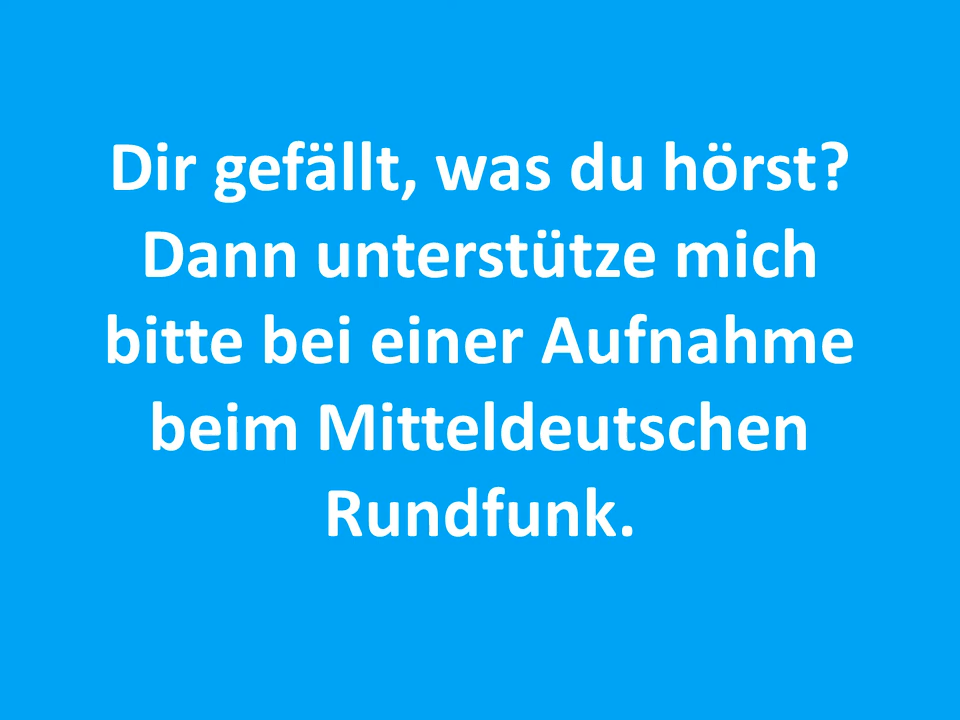 Dir gefällt, was du hörst?
Dann unterstütze mich
bitte bei einer Aufnahme
beim Mitteldeutschen
Rundfunk.